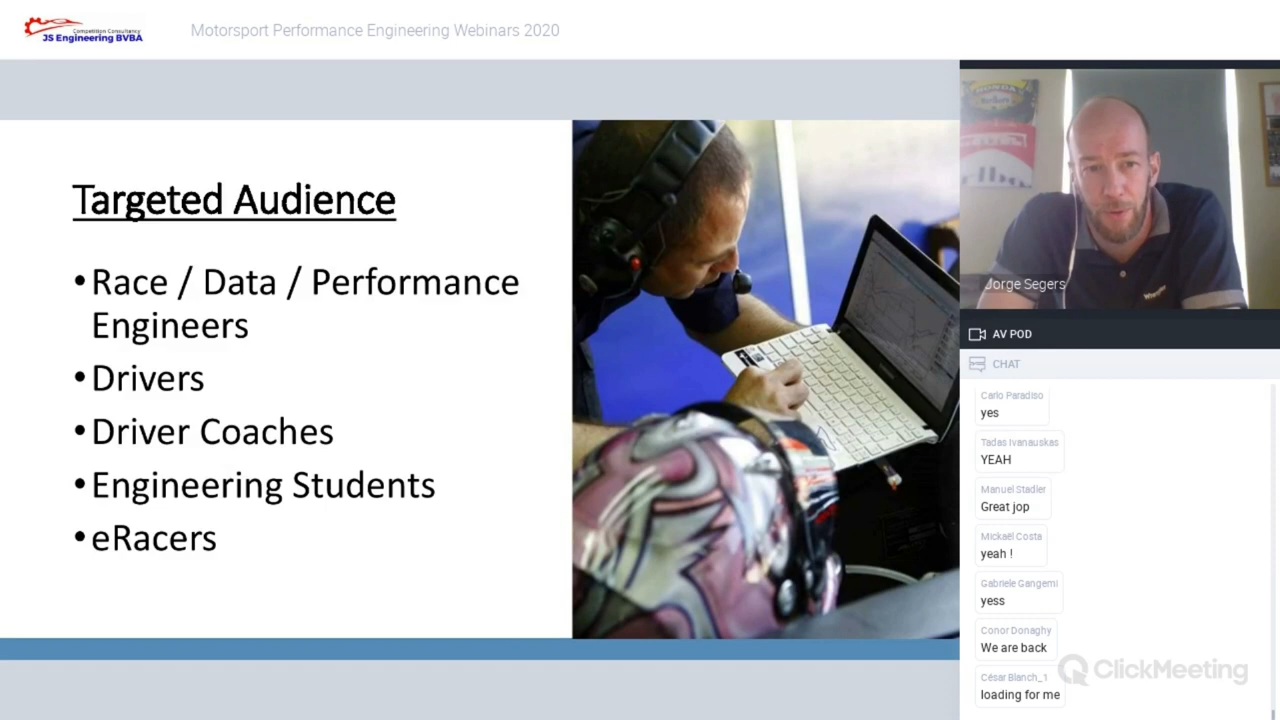 Competition Consultancy
JS Engineering BVBA
Motorsport Performance Engineering Webinars 2020
Targeted Audience
•Race / Data / Performance
Engineers
•Drivers
•Driver Coaches
•Engineering Students
•eRacers
Jorge Segers
AV POD
CHAT
Carlo Paradiso
yes
Tadas Ivanauskas
YEAH
Manuel Stadler
Great jop
Mickaël Costa
yeah !
Gabriele Gangemi
yess
Conor Donaghy
We are back
César Blanch_1
loading for me
ClickMeeting